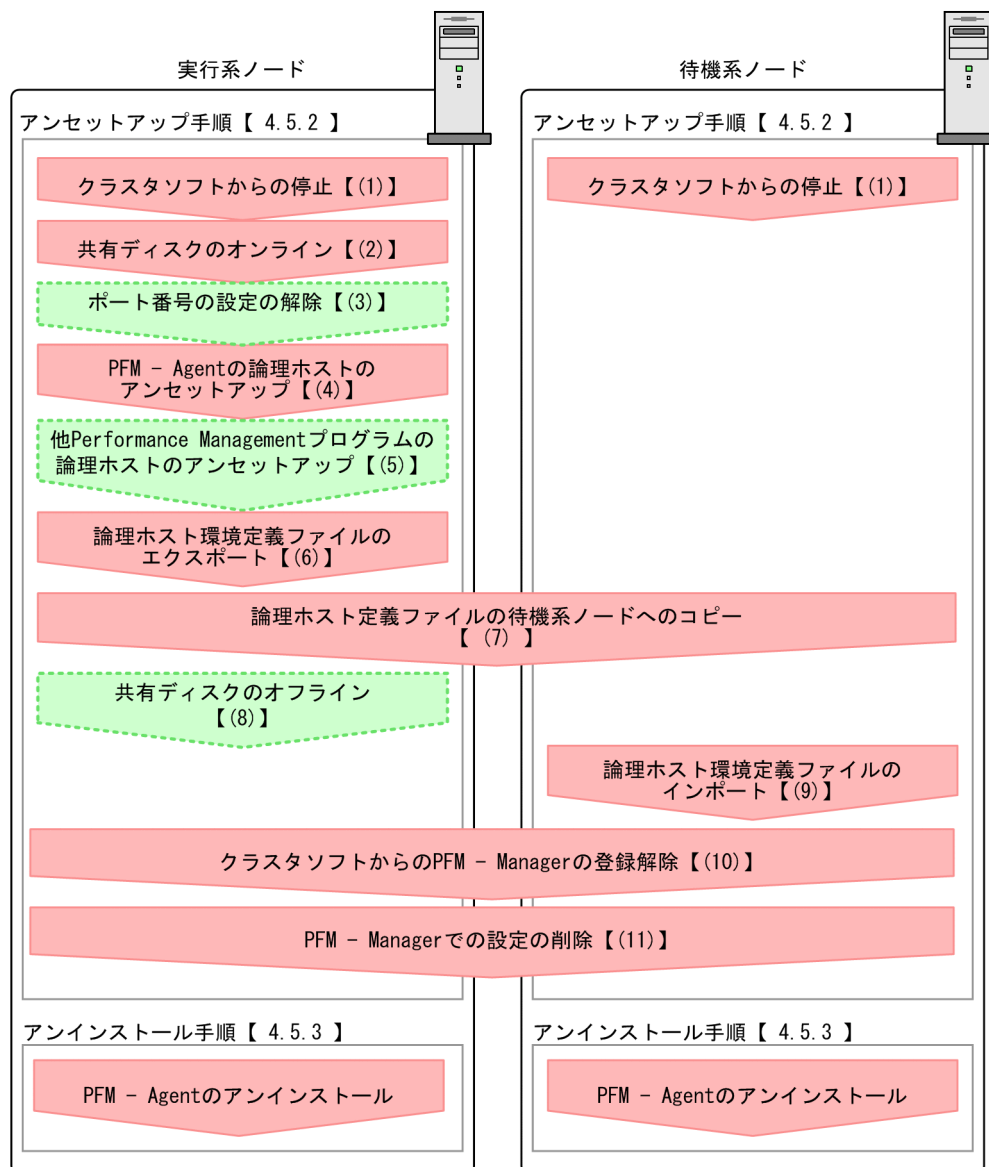 実行系ノード
待機系ノード
アンセットアップ手順【 4.5.2 】
アンセットアップ手順【 4.5.2 】
クラスタソフトからの停止【(1)】
クラスタソフトからの停止【(1)】
共有ディスクのオンライン【(2)】
ポート番号の設定の解除【(3)】
PFM － Agentの論理ホストの
アンセットアップ【(4)】
他Performance Managementプログラムの
論理ホストのアンセットアップ【(5)】
論理ホスト環境定義ファイルの
エクスポート【(6)】
論理ホスト定義ファイルの待機系ノードへのコピー
【 (7) 】
共有ディスクのオフライン
【(8)】
論理ホスト環境定義ファイルの
インポート【(9)】
クラスタソフトからのPFM － Managerの登録解除【(10)】
PFM － Managerでの設定の削除【(11)】
アンインストール手順【 4.5.3 】
アンインストール手順【 4.5.3 】
PFM － Agentのアンインストール
PFM － Agentのアンインストール